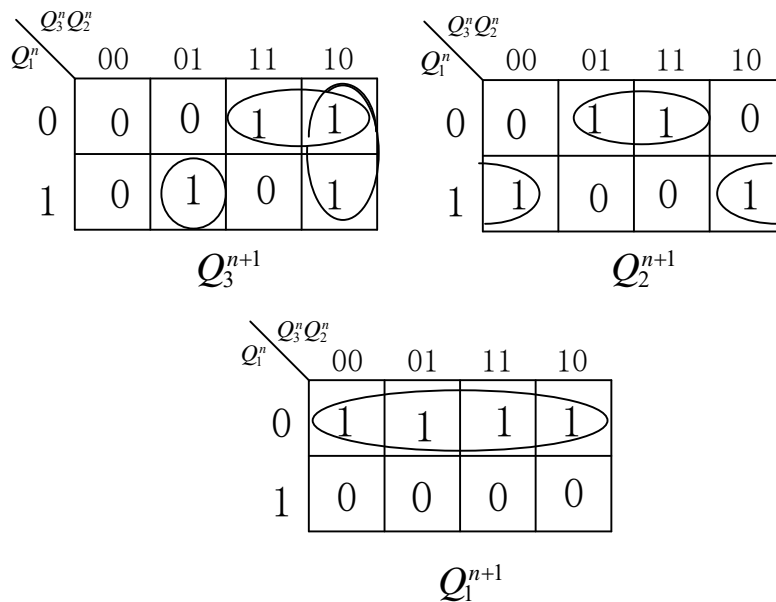 Q₃ⁿQ₂ⁿ
Q₁ⁿ 00 01 11 10
0 0 0 1 1
1 0 1 0 1
Q₃ⁿ⁺¹
Q₃ⁿQ₂ⁿ
Q₁ⁿ 00 01 11 10
0 0 1 1 0
1 1 0 0 1
Q₂ⁿ⁺¹
Q₃ⁿQ₂ⁿ
Q₁ⁿ 00 01 11 10
0 1 1 1 1
1 0 0 0 0
Q₁ⁿ⁺¹